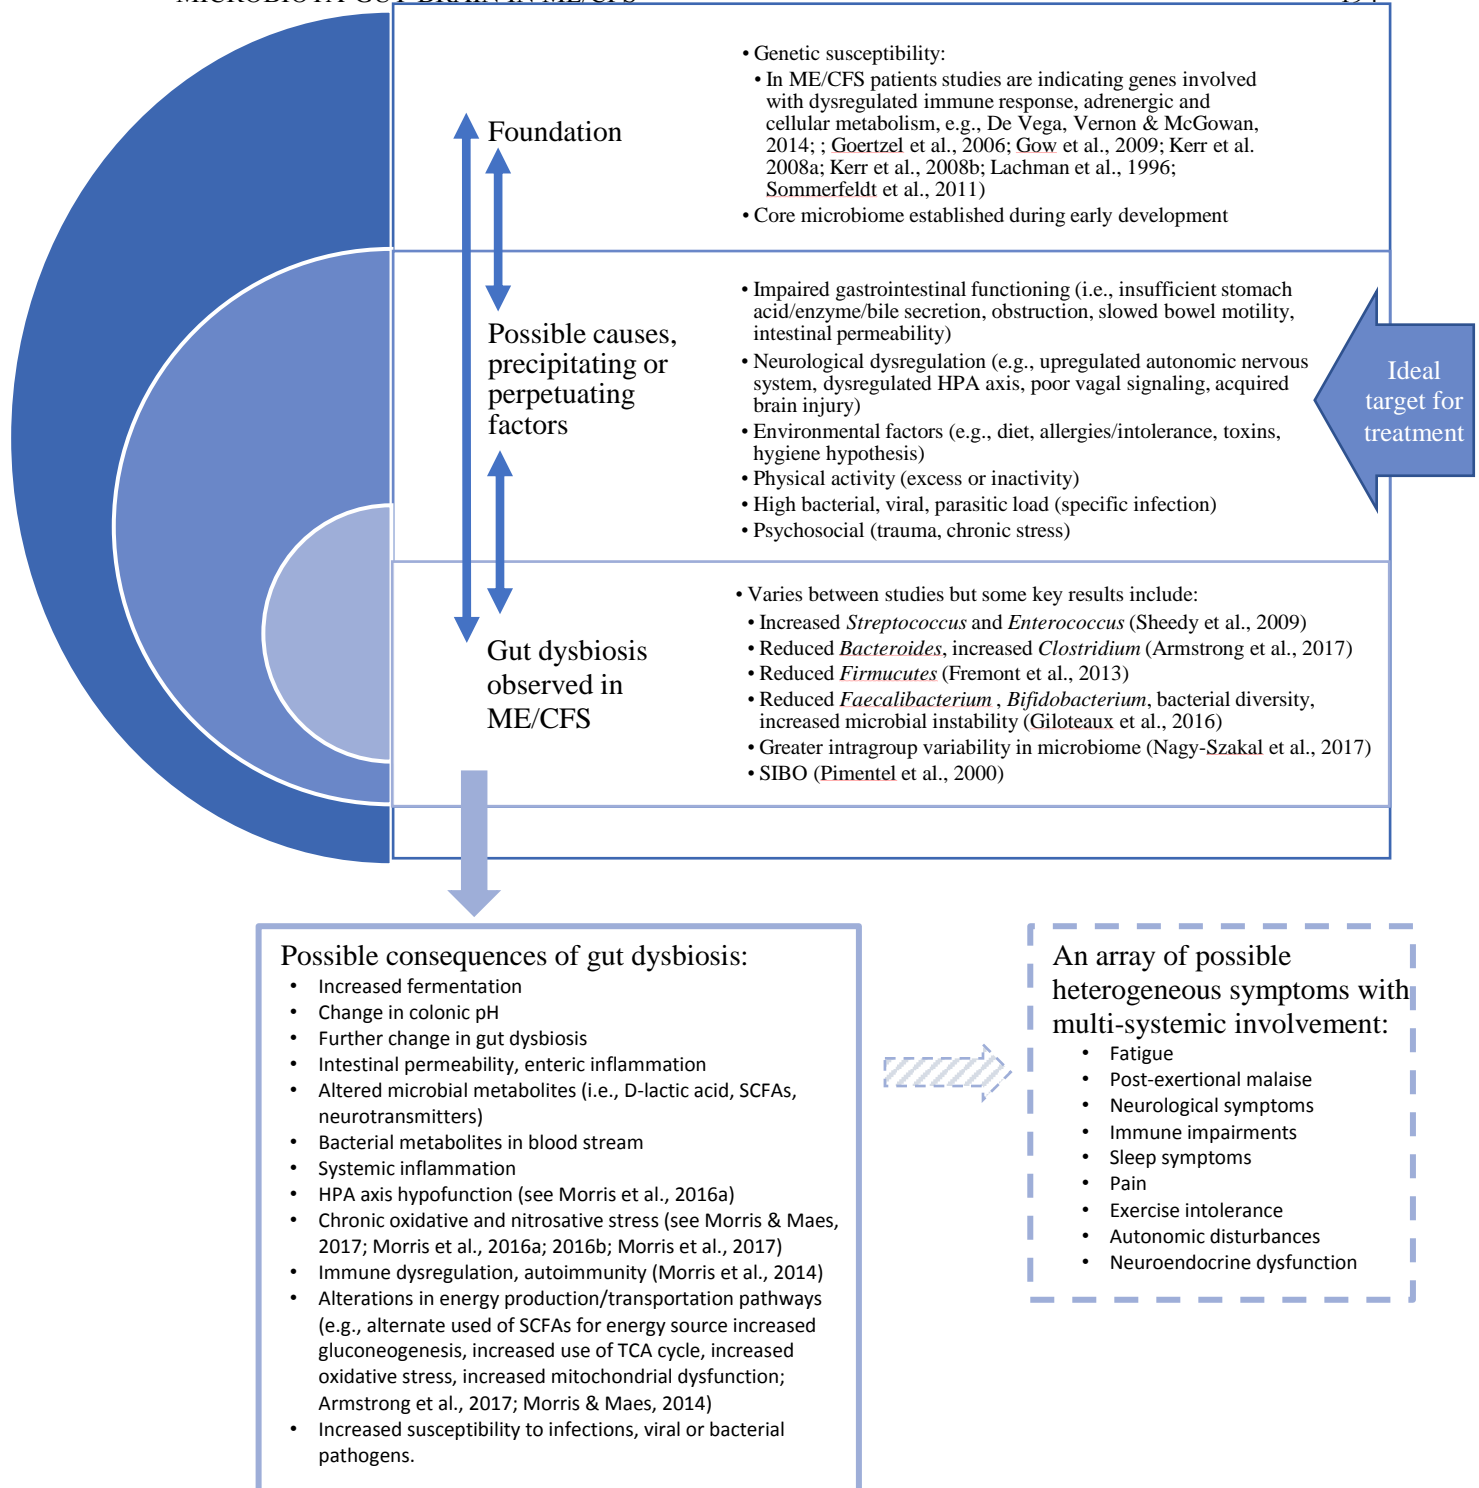 MICROBIOTA-GUT-BRAIN IN ME/CFS
Foundation
• Genetic susceptibility:
• In ME/CFS patients studies are indicating genes involved
with dysregulated immune response, adrenergic and
cellular metabolism, e.g., De Vega, Vernon & McGowan,
2014; ; Goertzel et al., 2006; Gow et al., 2009; Kerr et al.
2008a; Kerr et al., 2008b; Lachman et al., 1996;
Sommerfeldt et al., 2011)
• Core microbiome established during early development
Possible causes,
precipitating or
perpetuating
factors
• Impaired gastrointestinal functioning (i.e., insufficient stomach
acid/enzyme/bile secretion, obstruction, slowed bowel motility,
intestinal permeability)
• Neurological dysregulation (e.g., upregulated autonomic nervous
system, dysregulated HPA axis, poor vagal signaling, acquired
brain injury)
• Environmental factors (e.g., diet, allergies/intolerance, toxins,
hygiene hypothesis)
• Physical activity (excess or inactivity)
• High bacterial, viral, parasitic load (specific infection)
• Psychosocial (trauma, chronic stress)
Ideal
target for
treatment
Gut dysbiosis
observed in
ME/CFS
• Varies between studies but some key results include:
• Increased Streptococcus and Enterococcus (Sheedy et al., 2009)
• Reduced Bacteroides, increased Clostridium (Armstrong et al., 2017)
• Reduced Firmucutes (Fremont et al., 2013)
• Reduced Faecalibacterium , Bifidobacterium, bacterial diversity,
increased microbial instability (Giloteaux et al., 2016)
• Greater intragroup variability in microbiome (Nagy-Szakal et al., 2017)
• SIBO (Pimentel et al., 2000)
Possible consequences of gut dysbiosis:
• Increased fermentation
• Change in colonic pH
• Further change in gut dysbiosis
• Intestinal permeability, enteric inflammation
• Altered microbial metabolites (i.e., D-lactic acid, SCFAs,
neurotransmitters)
• Bacterial metabolites in blood stream
• Systemic inflammation
• HPA axis hypofunction (see Morris et al., 2016a)
• Chronic oxidative and nitrosative stress (see Morris & Maes,
2017; Morris et al., 2016a; 2016b; Morris et al., 2017)
• Immune dysregulation, autoimmunity (Morris et al., 2014)
• Alterations in energy production/transportation pathways
(e.g., alternate used of SCFAs for energy source increased
gluconeogenesis, increased use of TCA cycle, increased
oxidative stress, increased mitochondrial dysfunction;
Armstrong et al., 2017; Morris & Maes, 2014)
• Increased susceptibility to infections, viral or bacterial
pathogens.
An array of possible
heterogeneous symptoms with
multi-systemic involvement:
• Fatigue
• Post-exertional malaise
• Neurological symptoms
• Immune impairments
• Sleep symptoms
• Pain
• Exercise intolerance
• Autonomic disturbances
• Neuroendocrine dysfunction